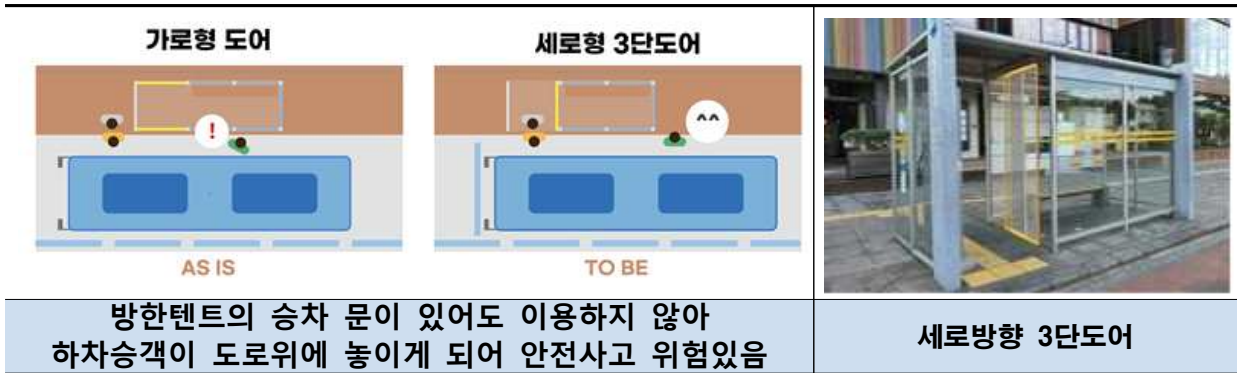 가로형 도어
세로형 3단도어
!
^^
AS IS
TO BE
방한텐트의 승차 문이 있어도 이용하지 않아
하차승객이 도로위에 놓이게 되어 안전사고 위험있음
세로방향 3단도어